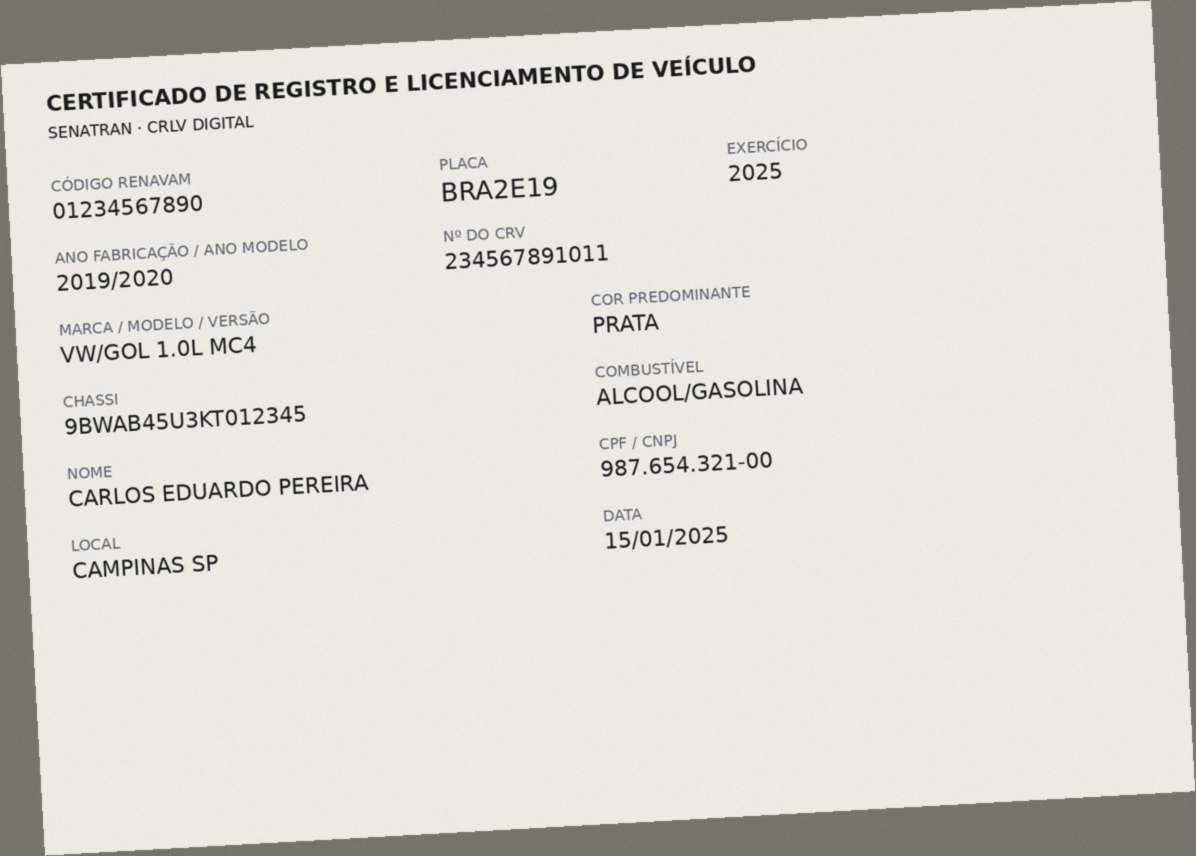 CERTIFICADO DE REGISTRO E LICENCIAMENTO DE VEÍCULO
SENATRAN · CRLV DIGITAL
CÓDIGO RENAVAM
01234567890
PLACA
BRA2E19
EXERCÍCIO
2025
ANO FABRICAÇÃO / ANO MODELO
2019/2020
Nº DO CRV
234567891011
MARCA / MODELO / VERSÃO
VW/GOL 1.0L MC4
COR PREDOMINANTE
PRATA
CHASSI
9BWAB45U3KT012345
COMBUSTÍVEL
ALCOOL/GASOLINA
NOME
CARLOS EDUARDO PEREIRA
CPF / CNPJ
987.654.321-00
LOCAL
CAMPINAS SP
DATA
15/01/2025